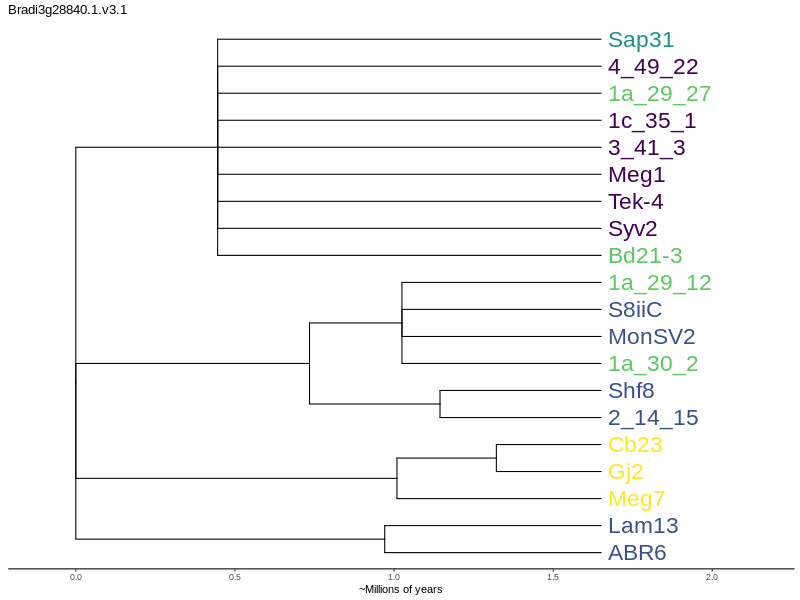 Bradi3g28840.1.v3.1
Sap31
4_49_22
1a_29_27
1c_35_1
3_41_3
Meg1
Tek-4
Syv2
Bd21-3
1a_29_12
S8iiC
MonSV2
1a_30_2
Shf8
2_14_15
Cb23
Gj2
Meg7
Lam13
ABR6
0.0 0.5 1.0 1.5 2.0
~Millions of years